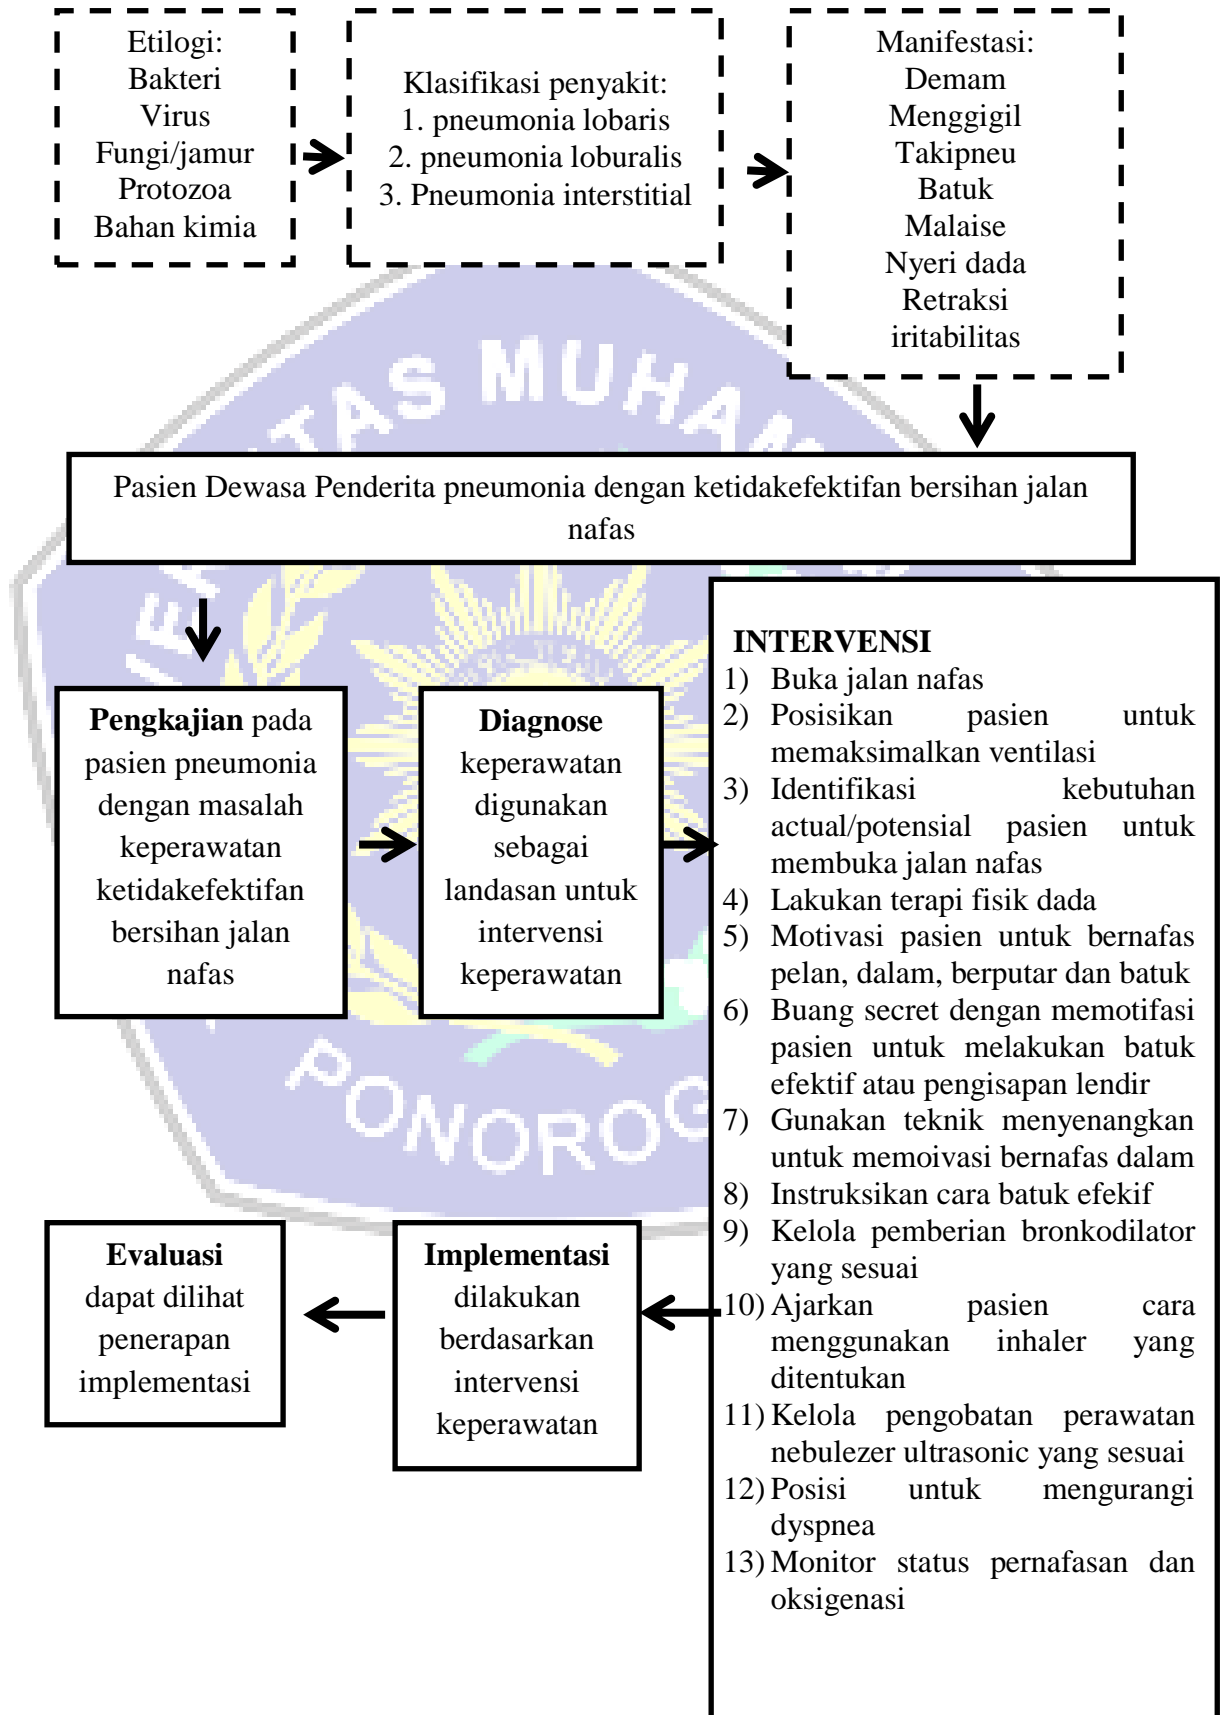 Etilogi:
Bakteri
Virus
Fungi/jamur
Protozoa
Bahan kimia
Klasifikasi penyakit:
1. pneumonia lobaris
2. pneumonia loburalis
3. Pneumonia interstitial
Manifestasi:
Demam
Menggigil
Takipneu
Batuk
Malaise
Nyeri dada
Retraksi
iritabilitas
TAS MUHA
Pasien Dewasa Penderita pneumonia dengan ketidakefektifan bersihan jalan
nafas
Pengkajian pada
pasien pneumonia
dengan masalah
keperawatan
ketidakefektifan
bersihan jalan
nafas
Diagnose
keperawatan
digunakan
sebagai
landasan untuk
intervensi
keperawatan
INTERVENSI
1) Buka jalan nafas
2) Posisikan pasien untuk
memaksimalkan ventilasi
3) Identifikasi kebutuhan
actual/potensial pasien untuk
membuka jalan nafas
4) Lakukan terapi fisik dada
5) Motivasi pasien untuk bernafas
pelan, dalam, berputar dan batuk
6) Buang secret dengan memotifasi
pasien untuk melakukan batuk
efektif atau pengisapan lendir
7) Gunakan teknik menyenangkan
untuk memoivasi bernafas dalam
8) Instruksikan cara batuk efekif
9) Kelola pemberian bronkodilator
yang sesuai
10) Ajarkan pasien cara
menggunakan inhaler yang
ditentukan
11) Kelola pengobatan perawatan
nebulezer ultrasonic yang sesuai
12) Posisi untuk mengurangi
dyspnea
13) Monitor status pernafasan dan
oksigenasi
PONOROG
Implementasi
dilakukan
berdasarkan
intervensi
keperawatan
Evaluasi
dapat dilihat
penerapan
implementasi